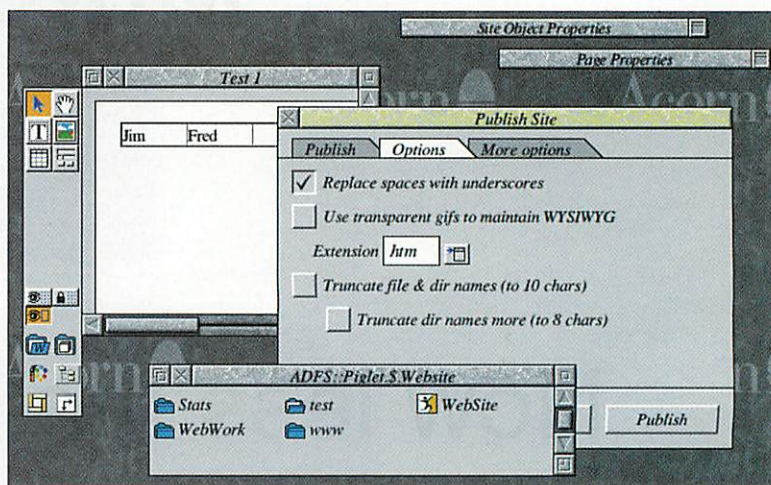 Site Object Properties
Page Properties
Test 1
Acorn
T
Jim Fred
Publish Site
Publish Options More options
Replace spaces with underscores
Use transparent gifs to maintain WYSIWYG
Extension htm
Truncate file & dir names (to 10 chars)
Truncate dir names more (to 8 chars)
W
ADFS::Piglet.$.Website
Stats test WebSite
WebWork www
Publish